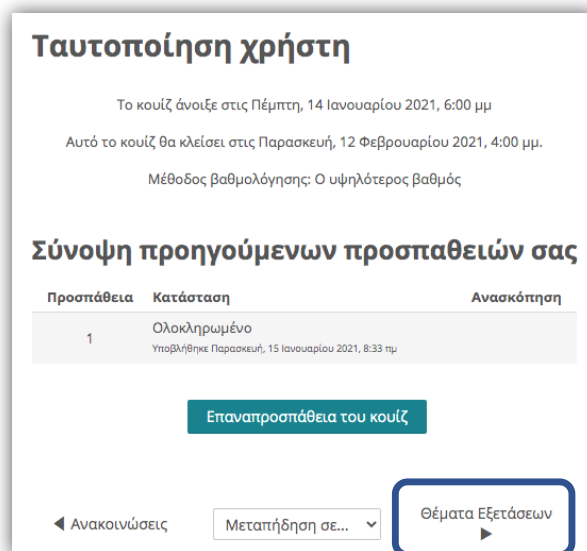 Ταυτοποίηση χρήστη
Το κουίζ άνοιξε στις Πέμπτη, 14 Ιανουαρίου 2021, 6:00 μμ
Αυτό το κουίζ θα κλείσει στις Παρασκευή, 12 Φεβρουαρίου 2021, 4:00 μμ.
Μέθοδος βαθμολόγησης: Ο υψηλότερος βαθμός
Σύνοψη προηγούμενων προσπαθειών σας
Προσπάθεια Κατάσταση Ανασκόπηση
1 Ολοκληρωμένο
Υποβλήθηκε Παρασκευή, 15 Ιανουαρίου 2021, 8:33 πμ
Επαναπροσπάθεια του κουίζ
◀ Ανακοινώσεις Μεταπήδηση σε... Θέματα Εξετάσεων ▶